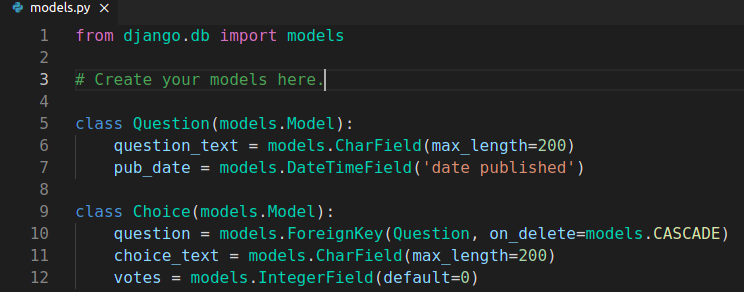 models.py ×
1 from django.db import models
2
3 # Create your models here.
4
5 class Question(models.Model):
6     question_text = models.CharField(max_length=200)
7     pub_date = models.DateTimeField('date published')
8
9 class Choice(models.Model):
10     question = models.ForeignKey(Question, on_delete=models.CASCADE)
11     choice_text = models.CharField(max_length=200)
12     votes = models.IntegerField(default=0)